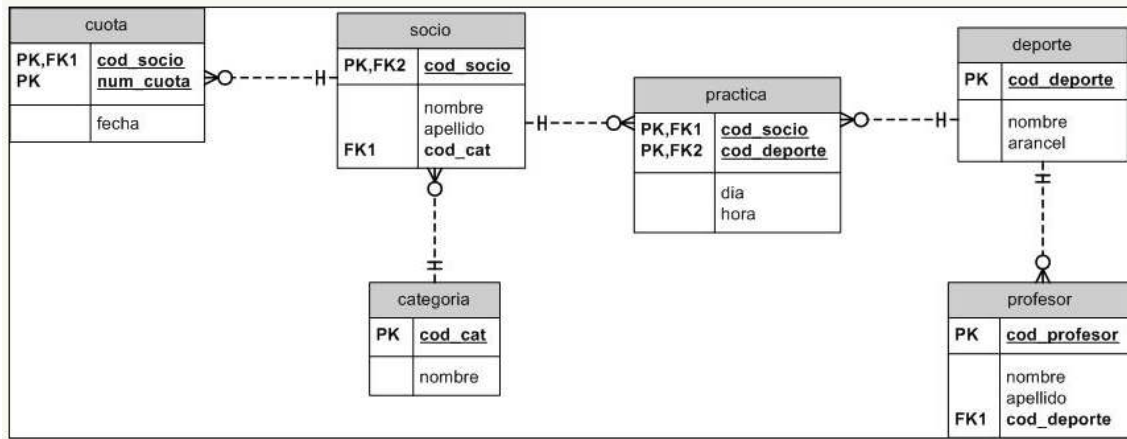 cuota
PK,FK1 cod_socio
PK num_cuota
fecha
socio
PK,FK2 cod_socio
nombre
apellido
FK1 cod_cat
practica
PK,FK1 cod_socio
PK,FK2 cod_deporte
dia
hora
deporte
PK cod_deporte
nombre
arancel
categoria
PK cod_cat
nombre
profesor
PK cod_profesor
nombre
apellido
FK1 cod_deporte